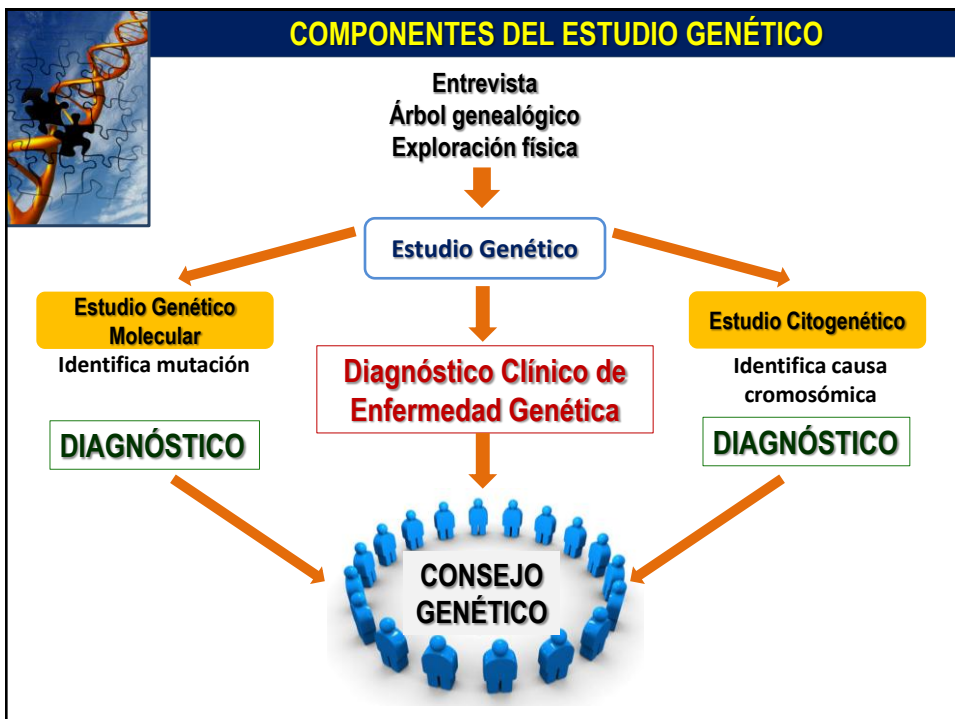 COMPONENTES DEL ESTUDIO GENÉTICO
Entrevista
Árbol genealógico
Exploración física
Estudio Genético
Estudio Genético
Molecular
Identifica mutación
DIAGNÓSTICO
Diagnóstico Clínico de
Enfermedad Genética
Estudio Citogenético
Identifica causa
cromosómica
DIAGNÓSTICO
CONSEJO
GENÉTICO